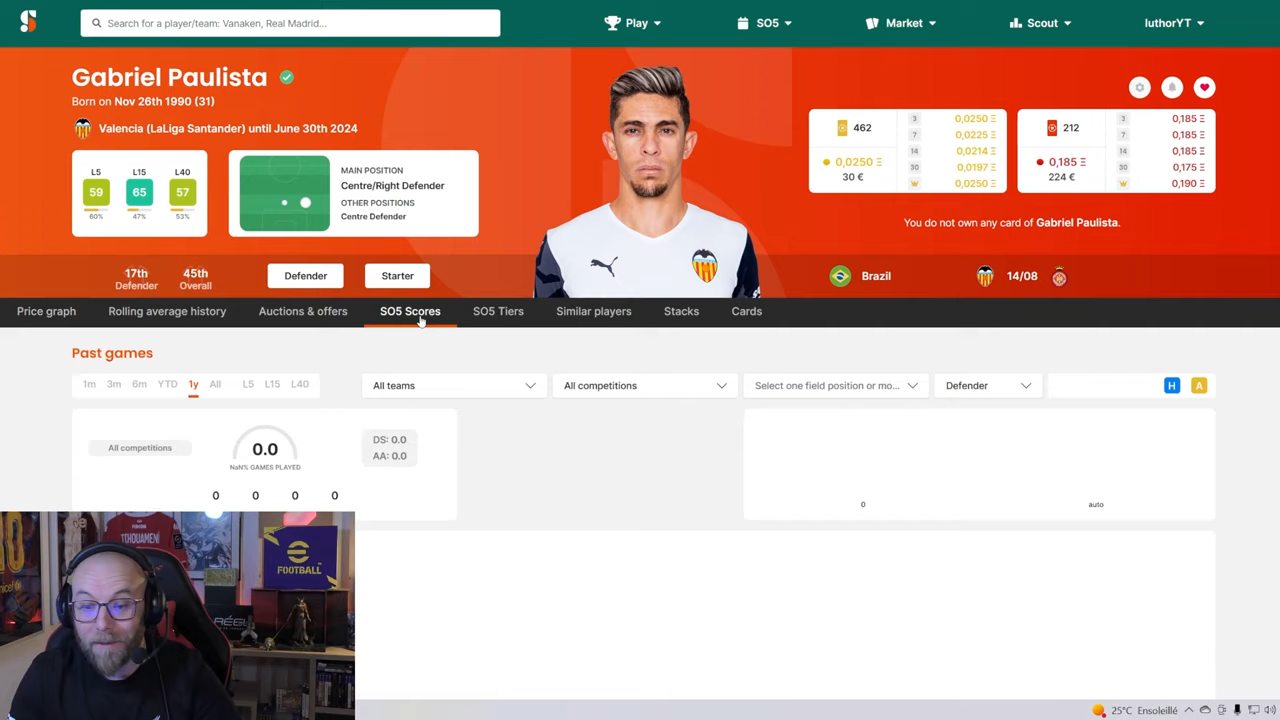 Search for a player/team: Vanaken, Real Madrid...
Play
SO5
Market
Scout
luthorYT
Gabriel Paulista
Born on Nov 26th 1990 (31)
Valencia (LaLiga Santander) until June 30th 2024
L5
L15
L40
59
65
57
60%
47%
53%
MAIN POSITION
Centre/Right Defender
OTHER POSITIONS
Centre Defender
462
0,0250 Ξ
30 €
3 0,0250 Ξ
7 0,0225 Ξ
14 0,0214 Ξ
30 0,0197 Ξ
0,0250 Ξ
212
0,185 Ξ
224 €
3 0,185 Ξ
7 0,185 Ξ
14 0,185 Ξ
30 0,175 Ξ
0,190 Ξ
You do not own any card of Gabriel Paulista.
17th
Defender
45th
Overall
Defender
Starter
Brazil
14/08
Price graph
Rolling average history
Auctions & offers
SO5 Scores
SO5 Tiers
Similar players
Stacks
Cards
Past games
1m 3m 6m YTD 1y All L5 L15 L40
All teams
All competitions
Select one field position or mo...
Defender
H
A
All competitions
0.0
NaN% GAMES PLAYED
DS: 0.0
AA: 0.0
0 0 0 0
0
auto
TCHOUAMENI
FOOTBALL
25°C Ensoleillé